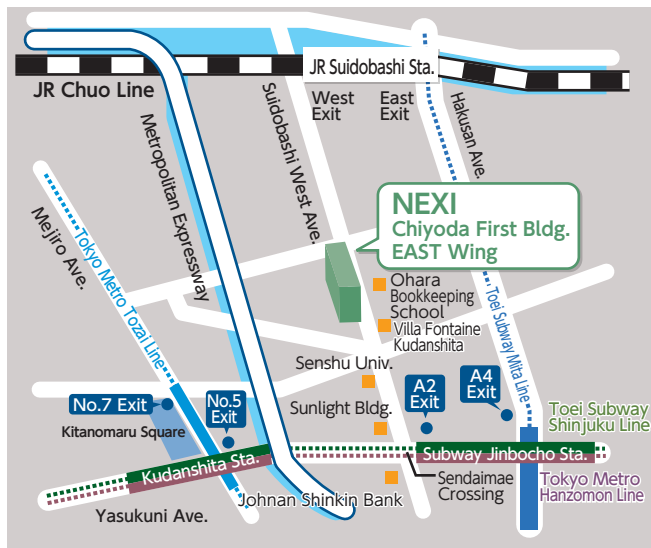 JR Suidobashi Sta.
JR Chuo Line
West
Exit
East
Exit
Hakusan Ave.
Suidobashi West Ave.
Metropolitan Expressway
Mejiro Ave.
Tokyo Metro Tozai Line
NEXI
Chiyoda First Bldg.
EAST Wing
Toei Subway Mita Line
Ohara
Bookkeeping
School
Villa Fontaine
Kudanshita
Senshu Univ.
No.7 Exit
No.5
Exit
Sunlight Bldg.
A2
Exit
A4
Exit
Toei Subway
Shinjuku Line
Kitanomaru Square
Kudanshita Sta.
Subway Jinbocho Sta.
Sendaimae
Crossing
Tokyo Metro
Hanzomon Line
Johnan Shinkin Bank
Yasukuni Ave.